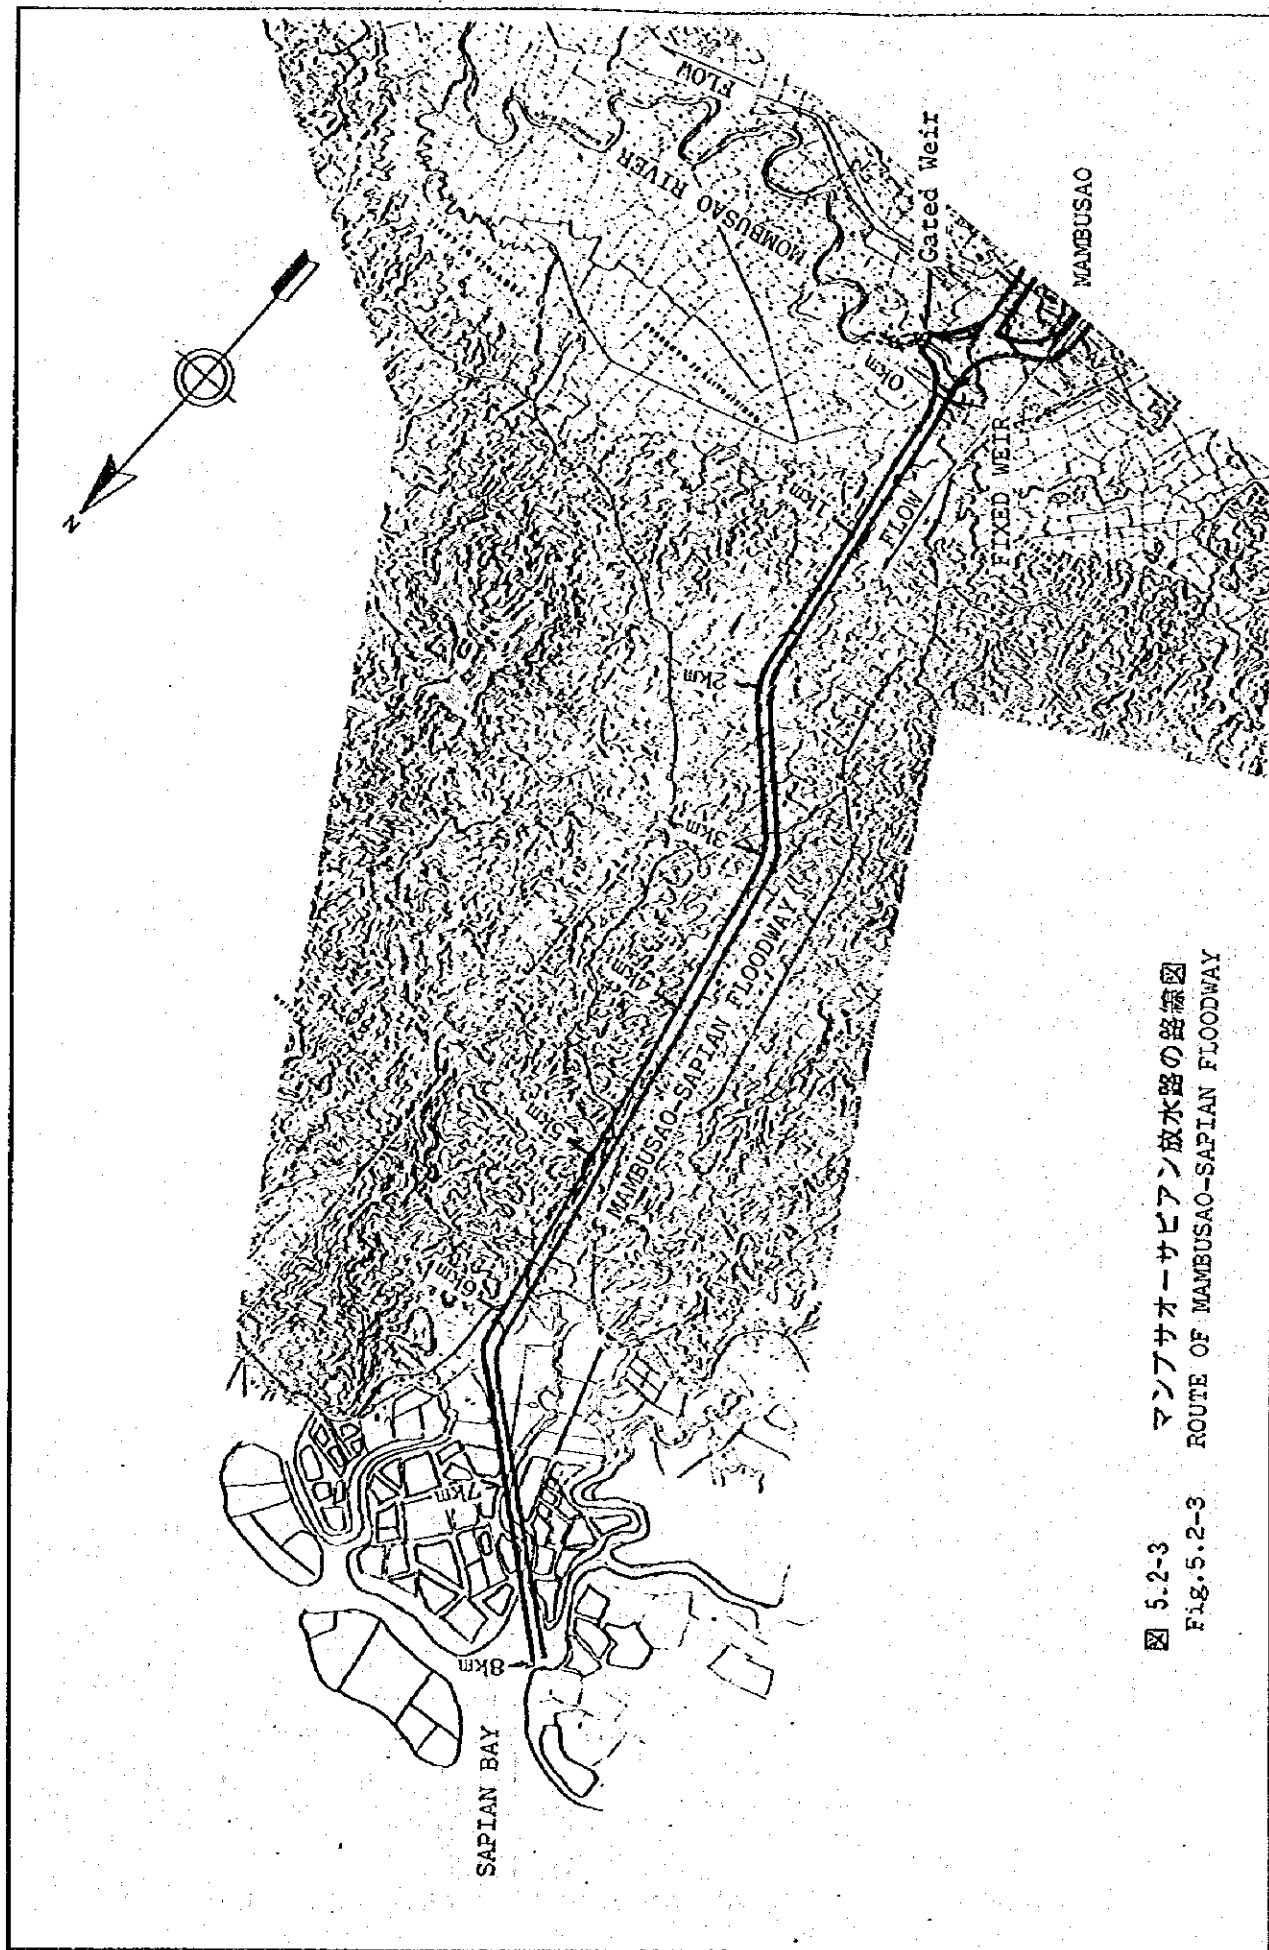 N
FLOW
MOMBUSAO RIVER
Gated Weir
MAMBUSAO
0km
FIXED WEIR
1km
FLOW
2km
3km
MAMBUSAO-SAPIAN FLOODWAY
5km
6km
7km
8km
SAPIAN BAY
図 5.2-3 マンブサオーサピアン放水路の路線図
Fig.5.2-3 ROUTE OF MAMBUSAO-SAPIAN FLOODWAY